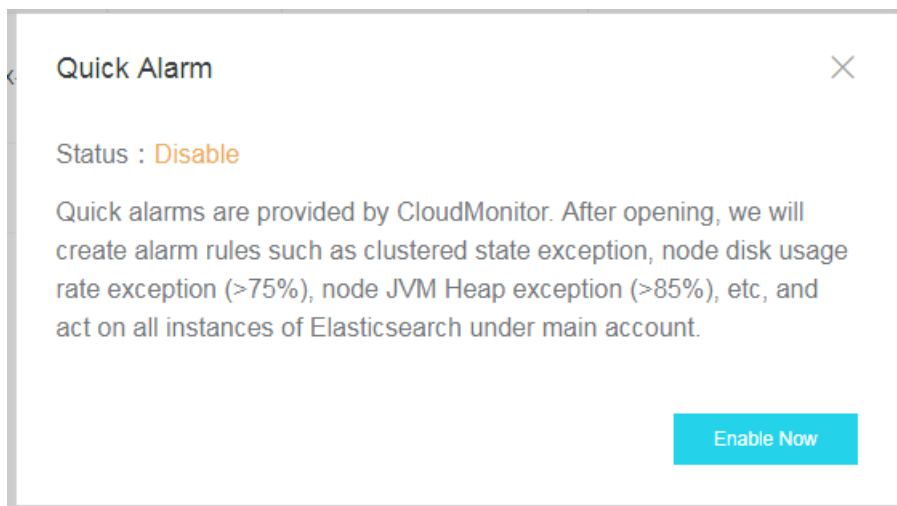 Quick Alarm
Status : Disable
Quick alarms are provided by CloudMonitor. After opening, we will
create alarm rules such as clustered state exception, node disk usage
rate exception (>75%), node JVM Heap exception (>85%), etc, and
act on all instances of Elasticsearch under main account.
Enable Now